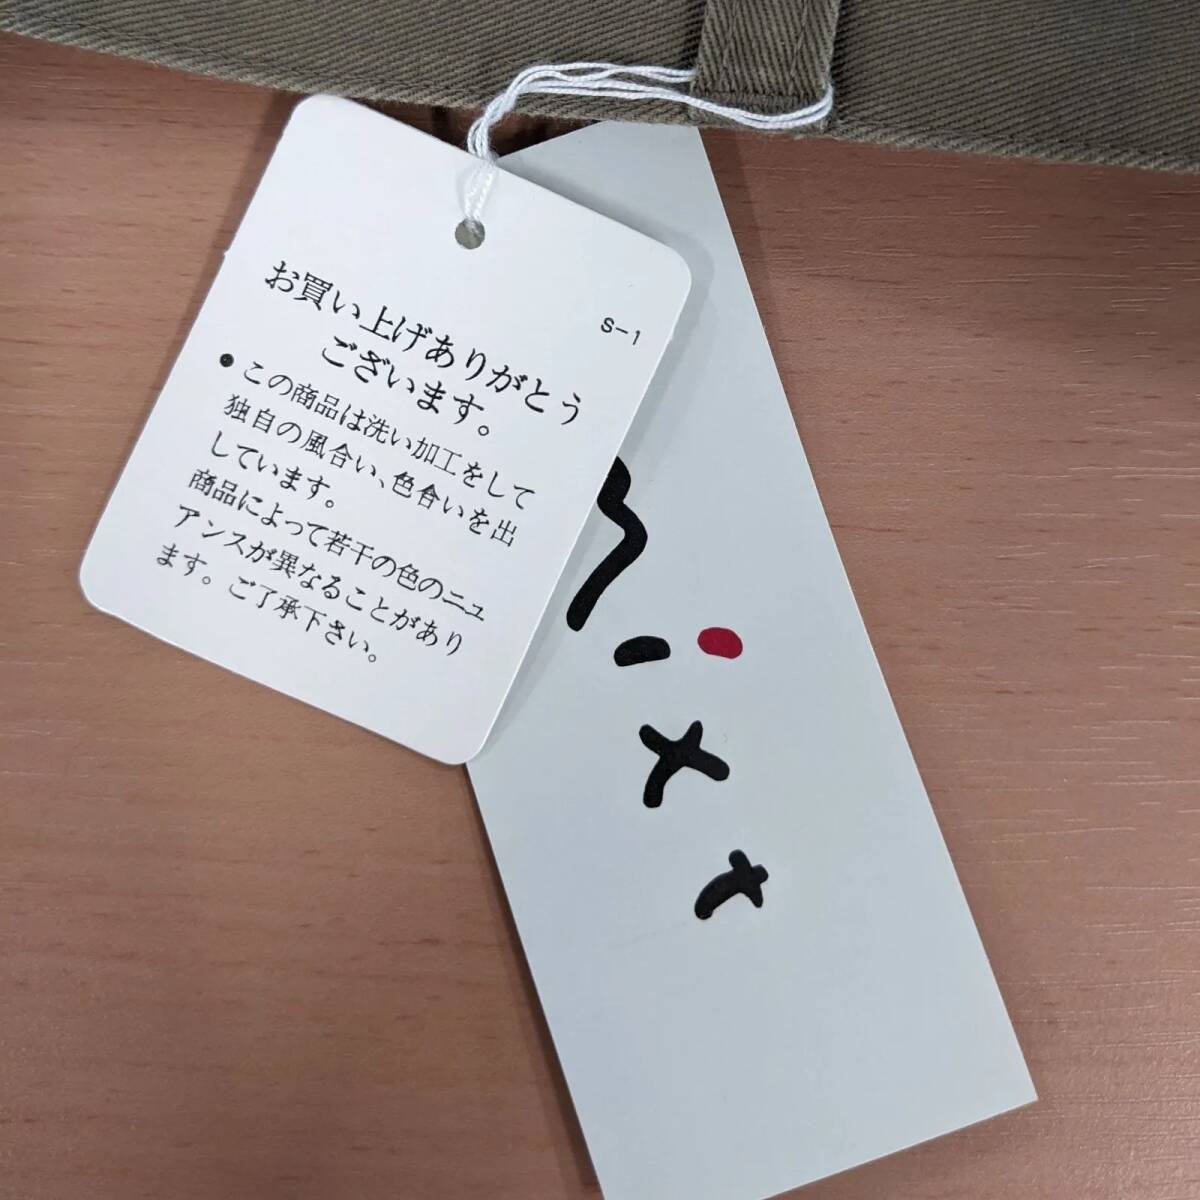 S-1
お買い上げありがとう
ございます。
● この商品は洗い加工をして
独自の風合い、色合いを出
しています。
商品によって若干の色のニュ
アンスが異なることがあり
ます。ご了承下さい。